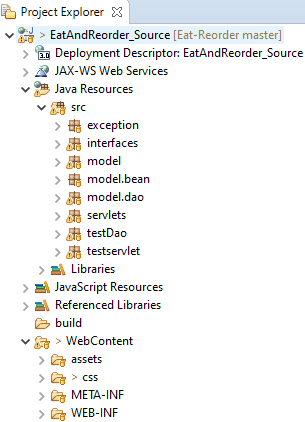 Project Explorer
> EatAndReorder_Source [Eat-Reorder master]
3.0 Deployment Descriptor: EatAndReorder_Source
JAX-WS Web Services
Java Resources
src
exception
interfaces
model
model.bean
model.dao
servlets
testDao
testservlet
Libraries
JavaScript Resources
Referenced Libraries
build
> WebContent
assets
> css
META-INF
WEB-INF